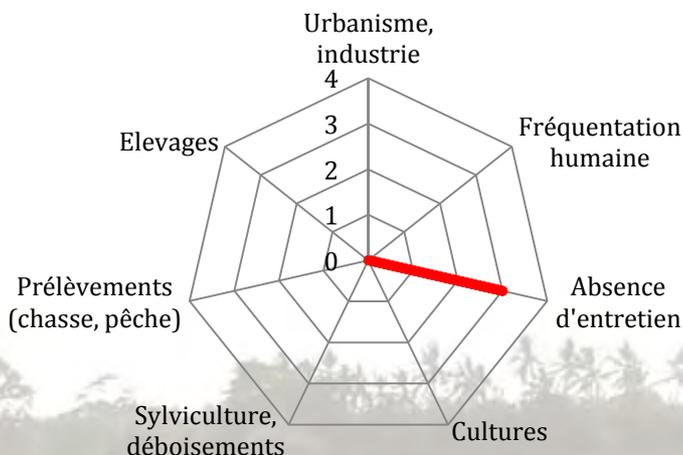 Urbanisme,
industrie
4
3
2
1
0
Fréquentation
humaine
Absence
d'entretien
Cultures
Sylviculture,
déboisements
Prélèvements
(chasse, pêche)
Elevages